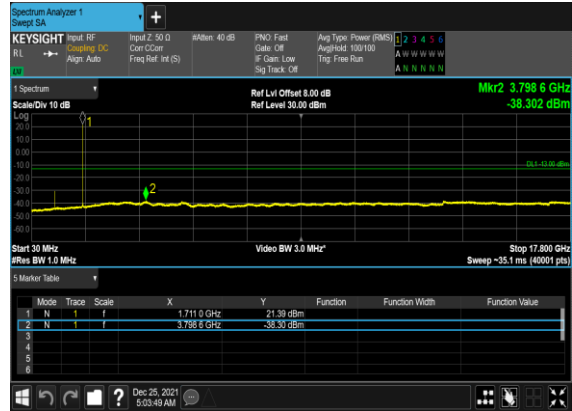 Spectrum Analyzer 1
Swept SA
+
KEYSIGHT Input: RF Input Z: 50 Ω #Atten: 40 dB PNO: Fast Avg Type: Power (RMS) 1 2 3 4 5 6
RL Coupling: DC Corr CCorr Gate: Off Avg|Hold: 100/100 A W W W W W
Align: Auto Freq Ref: Int (S) IF Gain: Low Trig: Free Run
Sig Track: Off A N N N N N
1 Spectrum Ref Lvl Offset 8.00 dB Mkr2 3.798 6 GHz
Scale/Div 10 dB Ref Level 30.00 dBm -38.302 dBm
Log
1
20.0
10.0
0.00
-10.0 DL1 -13.00 dBm
-20.0
-30.0
2
-40.0
-50.0
-60.0
Start 30 MHz Video BW 3.0 MHz* Stop 17.800 GHz
#Res BW 1.0 MHz Sweep ~35.1 ms (40001 pts)
5 Marker Table
Mode Trace Scale X Y Function Function Width Function Value
1 N 1 f 1.711 0 GHz 21.39 dBm
2 N 1 f 3.798 6 GHz -38.30 dBm
3
4
5
6
? Dec 25, 2021
5:03:49 AM